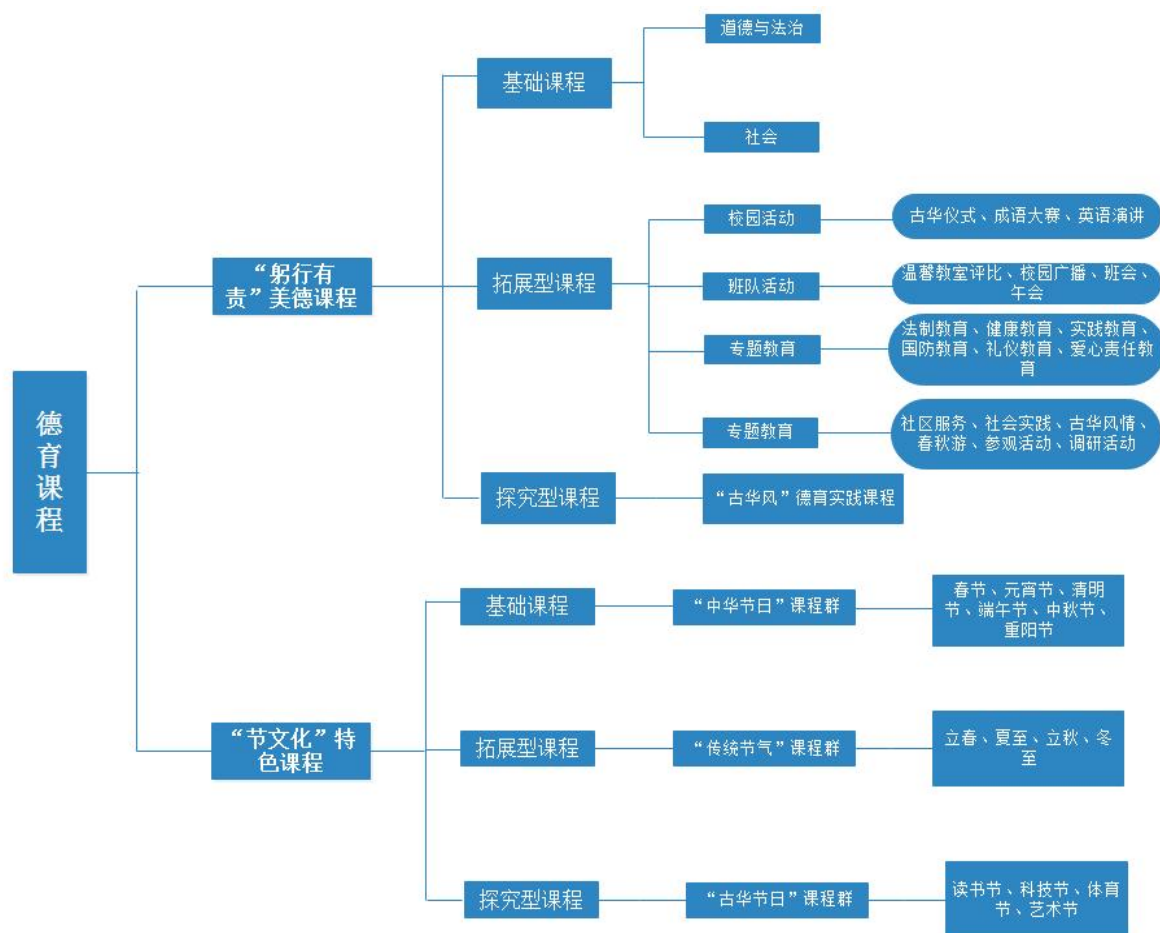 德育课程
“躬行有
责”美德课程
基础课程
道德与法治
社会
拓展型课程
校园活动
古华仪式、成语大赛、英语演讲
班队活动
温馨教室评比、校园广播、班会、
午会
专题教育
法制教育、健康教育、实践教育、
国防教育、礼仪教育、爱心责任教
育
专题教育
社区服务、社会实践、古华风情、
春秋游、参观活动、调研活动
探究型课程
“古华风”德育实践课程
“节文化”特
色课程
基础课程
“中华节日”课程群
春节、元宵节、清明
节、端午节、中秋节、
重阳节
拓展型课程
“传统节气”课程群
立春、夏至、立秋、冬
至
探究型课程
“古华节日”课程群
读书节、科技节、体育
节、艺术节